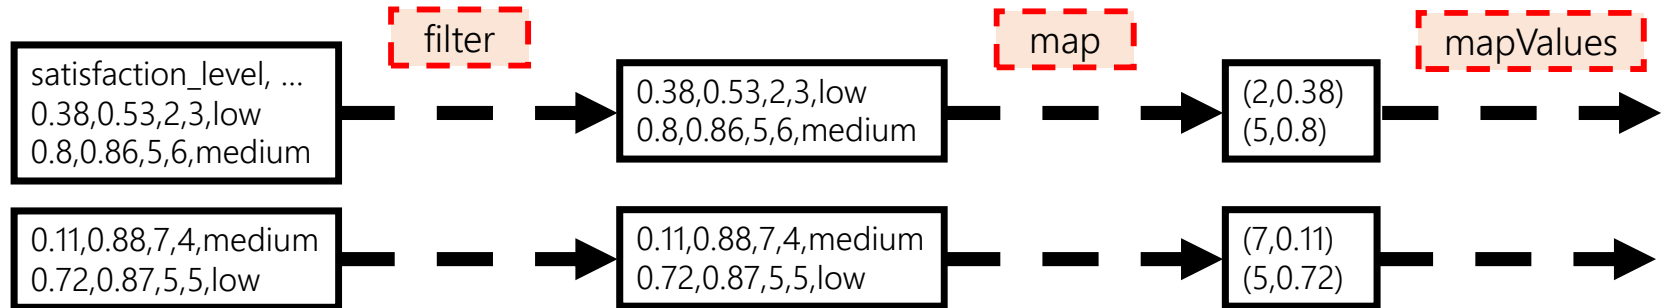 filter
map
mapValues
satisfaction_level, ...
0.38,0.53,2,3,low
0.8,0.86,5,6,medium
0.38,0.53,2,3,low
0.8,0.86,5,6,medium
(2,0.38)
(5,0.8)
0.11,0.88,7,4,medium
0.72,0.87,5,5,low
0.11,0.88,7,4,medium
0.72,0.87,5,5,low
(7,0.11)
(5,0.72)